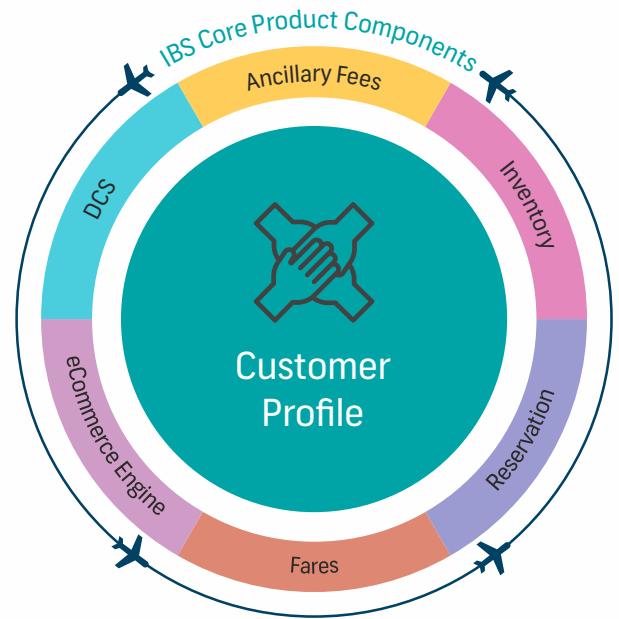 IBS Core Product Components
Ancillary Fees
Inventory
Reservation
Fares
eCommerce Engine
DCS
Customer
Profile